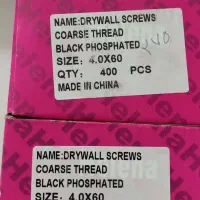 NAME:DRYWALL SCREWS
COARSE THREAD
BLACK PHOSPHATED
SIZE: 4.0X60
QTY: 400 PCS
MADE IN CHINA
NAME:DRYWALL SCREWS
COARSE THREAD
BLACK PHOSPHATED
SIZE: 4.0X60